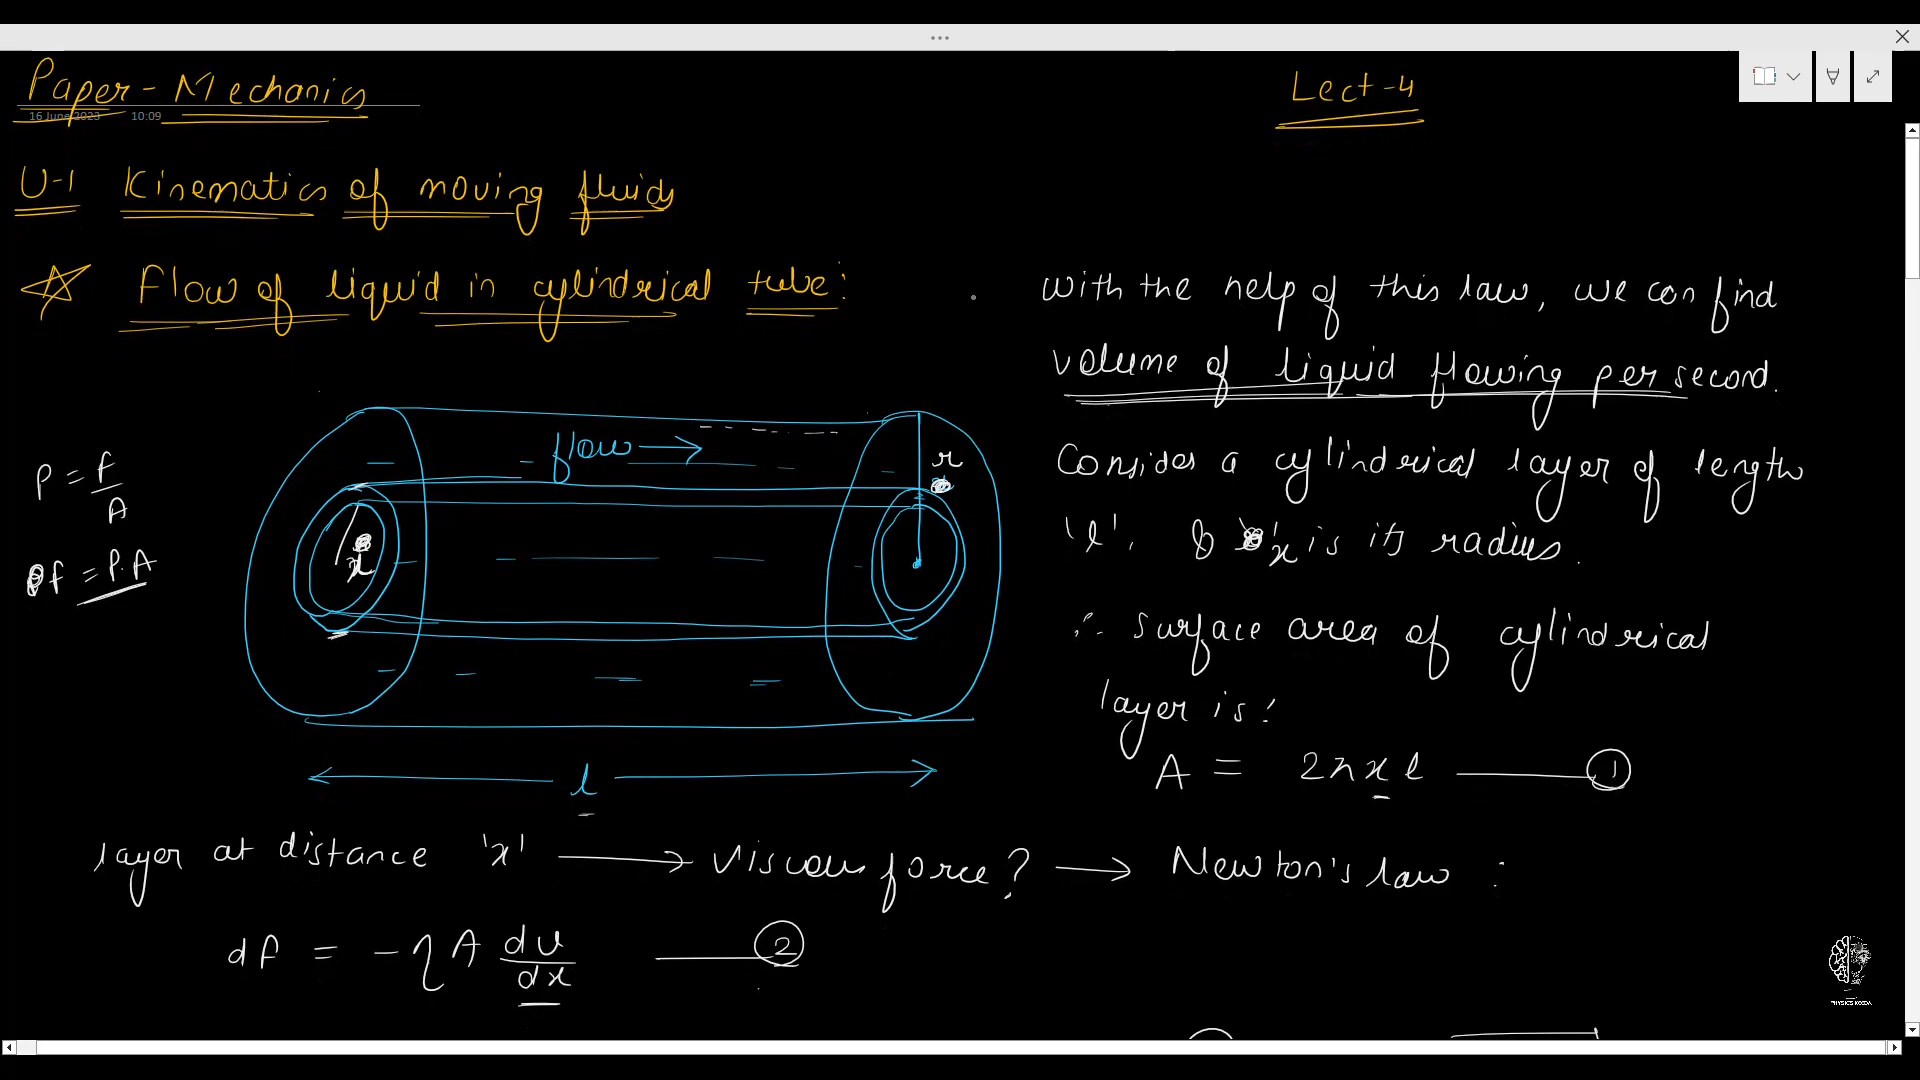 Paper - Mechanics
Lect - 4
16 June 2023 10:09
U-1 Kinematics of moving fluids
☆ Flow of liquid in cylindrical tube:
with the help of this law, we can find
volume of liquid flowing per second.
Consider a cylindrical layer of length
'l', & 'x' is its radius.
∴ surface area of cylindrical
layer is:
A = 2πxl —— ①
flow →
r
x
l
P = F/A
F = P.A
layer at distance 'x' → Viscous force? → Newton's law :
dF = -η A dv/dx —— ②
PHYSICS KOODA